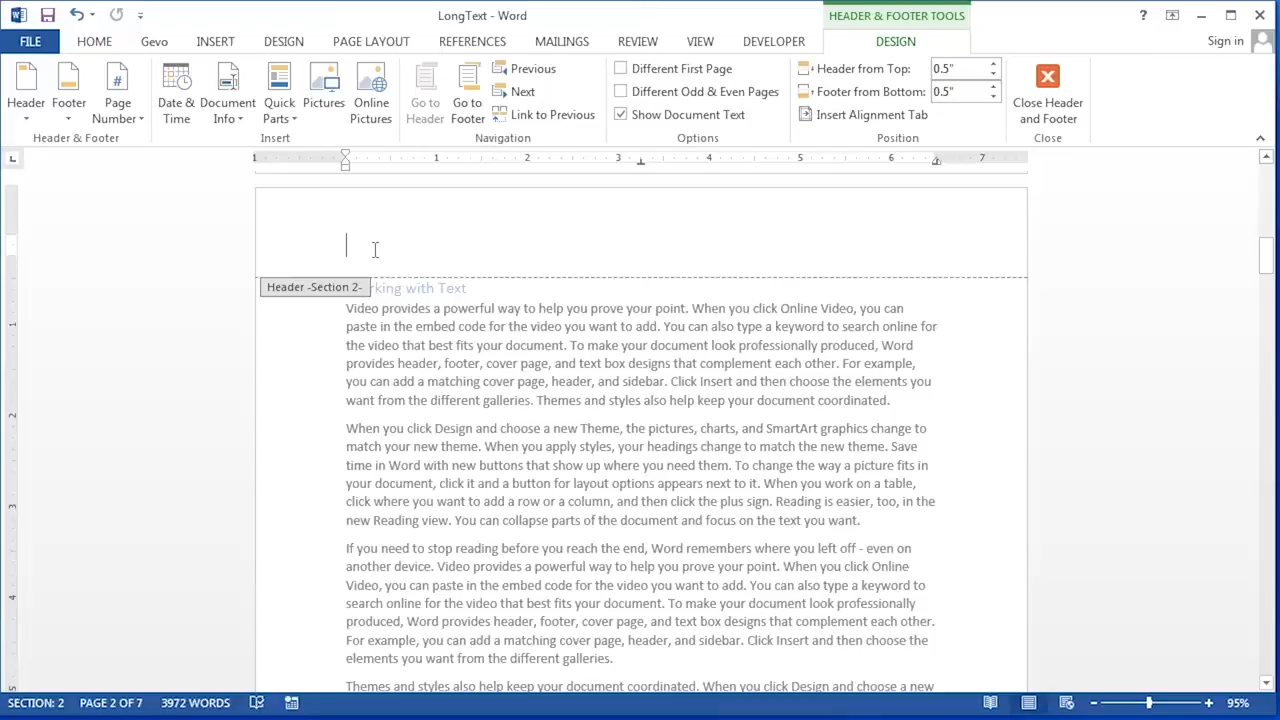 LongText - Word
HEADER & FOOTER TOOLS
FILE HOME Gevo INSERT DESIGN PAGE LAYOUT REFERENCES MAILINGS REVIEW VIEW DEVELOPER DESIGN Sign in
Header Footer Page Number
Date & Time Document Info Quick Parts Pictures Online Pictures
Go to Header Go to Footer
Previous
Next
Link to Previous
Different First Page
Different Odd & Even Pages
Show Document Text
Header from Top: 0.5"
Footer from Bottom: 0.5"
Insert Alignment Tab
Close Header and Footer
Header & Footer Insert Navigation Options Position Close
1 1 2 3 4 5 6 7
Header -Section 2-
rking with Text
Video provides a powerful way to help you prove your point. When you click Online Video, you can
paste in the embed code for the video you want to add. You can also type a keyword to search online for
the video that best fits your document. To make your document look professionally produced, Word
provides header, footer, cover page, and text box designs that complement each other. For example,
you can add a matching cover page, header, and sidebar. Click Insert and then choose the elements you
want from the different galleries. Themes and styles also help keep your document coordinated.
When you click Design and choose a new Theme, the pictures, charts, and SmartArt graphics change to
match your new theme. When you apply styles, your headings change to match the new theme. Save
time in Word with new buttons that show up where you need them. To change the way a picture fits in
your document, click it and a button for layout options appears next to it. When you work on a table,
click where you want to add a row or a column, and then click the plus sign. Reading is easier, too, in the
new Reading view. You can collapse parts of the document and focus on the text you want.
If you need to stop reading before you reach the end, Word remembers where you left off - even on
another device. Video provides a powerful way to help you prove your point. When you click Online
Video, you can paste in the embed code for the video you want to add. You can also type a keyword to
search online for the video that best fits your document. To make your document look professionally
produced, Word provides header, footer, cover page, and text box designs that complement each other.
For example, you can add a matching cover page, header, and sidebar. Click Insert and then choose the
elements you want from the different galleries.
Themes and styles also help keep your document coordinated. When you click Design and choose a new
1
2
3
4
5
SECTION: 2 PAGE 2 OF 7 3972 WORDS 95%